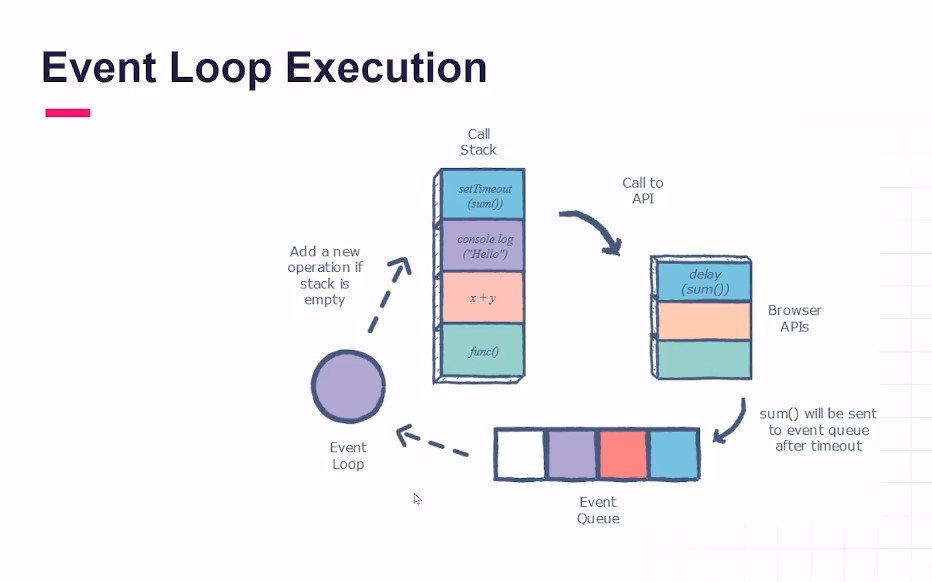 Event Loop Execution
Call
Stack
setTimeout
(sum())
console.log
("Hello")
x + y
func()
Call to
API
delay
(sum())
Browser
APIs
Add a new
operation if
stack is
empty
Event
Loop
sum() will be sent
to event queue
after timeout
Event
Queue